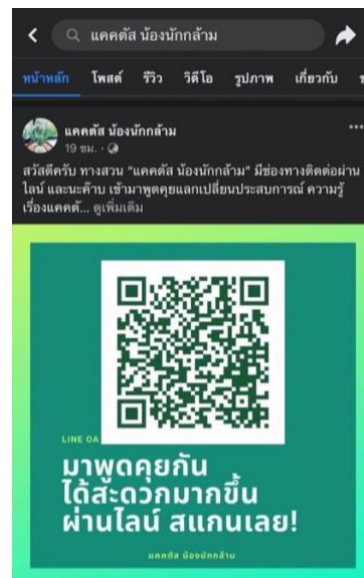 แคคตัส น้องนักกล้าม
หน้าหลัก โพสต์ รีวิว วิดีโอ รูปภาพ เกี่ยวกับ
แคคตัส น้องนักกล้าม
19 ชม. ·
สวัสดีครับ ทางสวน “แคคตัส น้องนักกล้าม” มีช่องทางติดต่อผ่าน
ไลน์ และนะค๊าบ เข้ามาพูดคุยแลกเปลี่ยนประสบการณ์ ความรู้
เรื่องแคคตั... ดูเพิ่มเติม
LINE OA
มาพูดคุยกัน
ได้สะดวกมากขึ้น
ผ่านไลน์ สแกนเลย!
แคคตัส น้องนักกล้าม